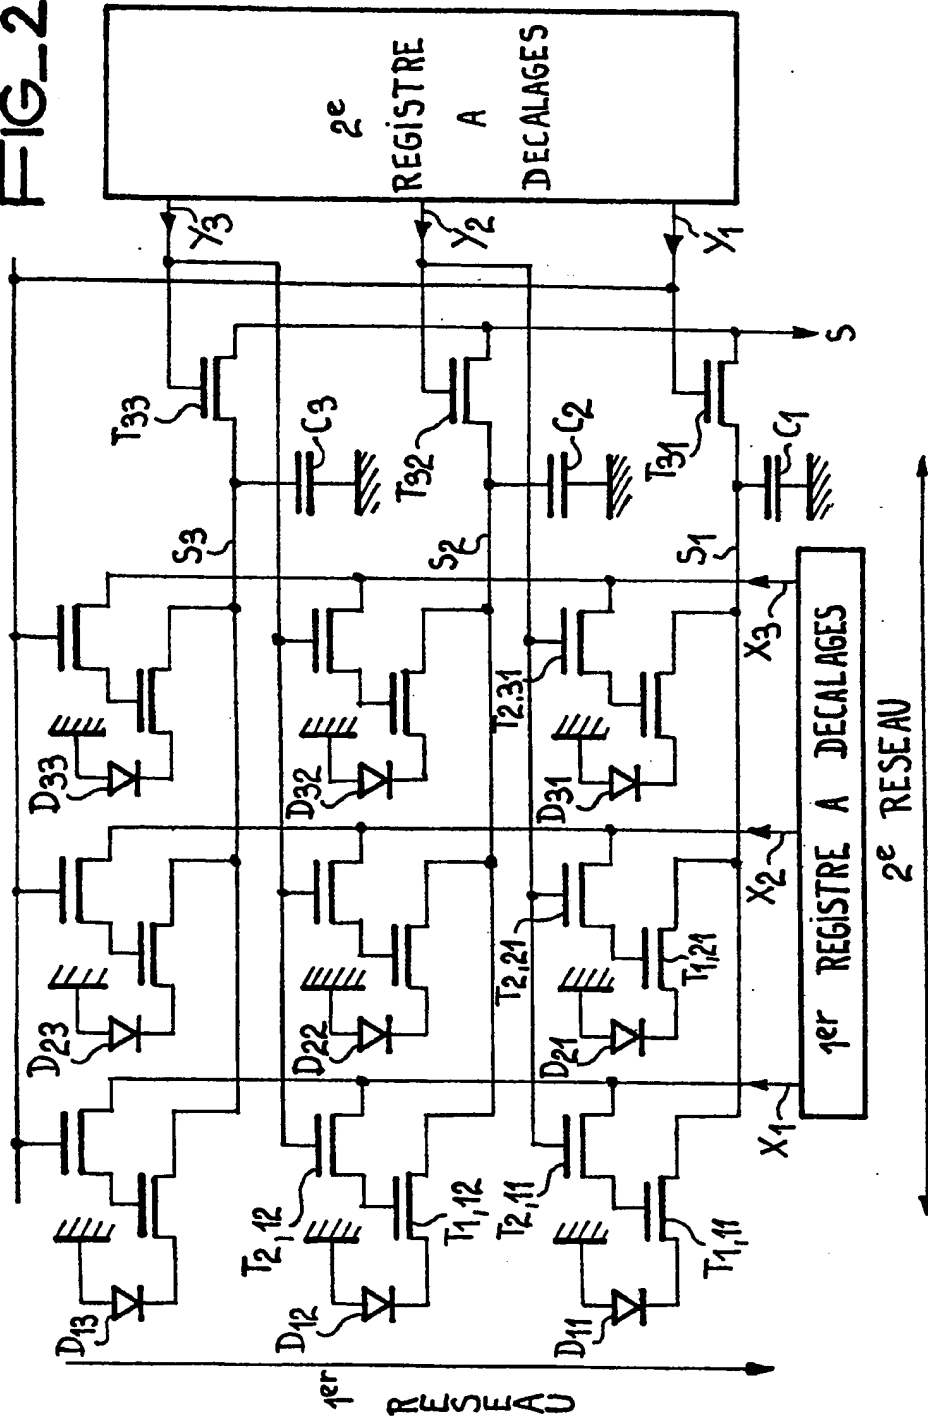 FIG_2
2e
REGISTRE
A
DECALAGES
Y3
Y2
Y1
S
T33
T32
T31
C3
C2
C1
S3
S2
S1
D33
D32
T2,31
D31
X3
D23
D22
T2,21
D21
T1,21
X2
D13
T2,12
D12
T1,12
T2,11
D11
T1,11
X1
1er REGISTRE A DECALAGES
2e RESEAU
1er
RESEAU